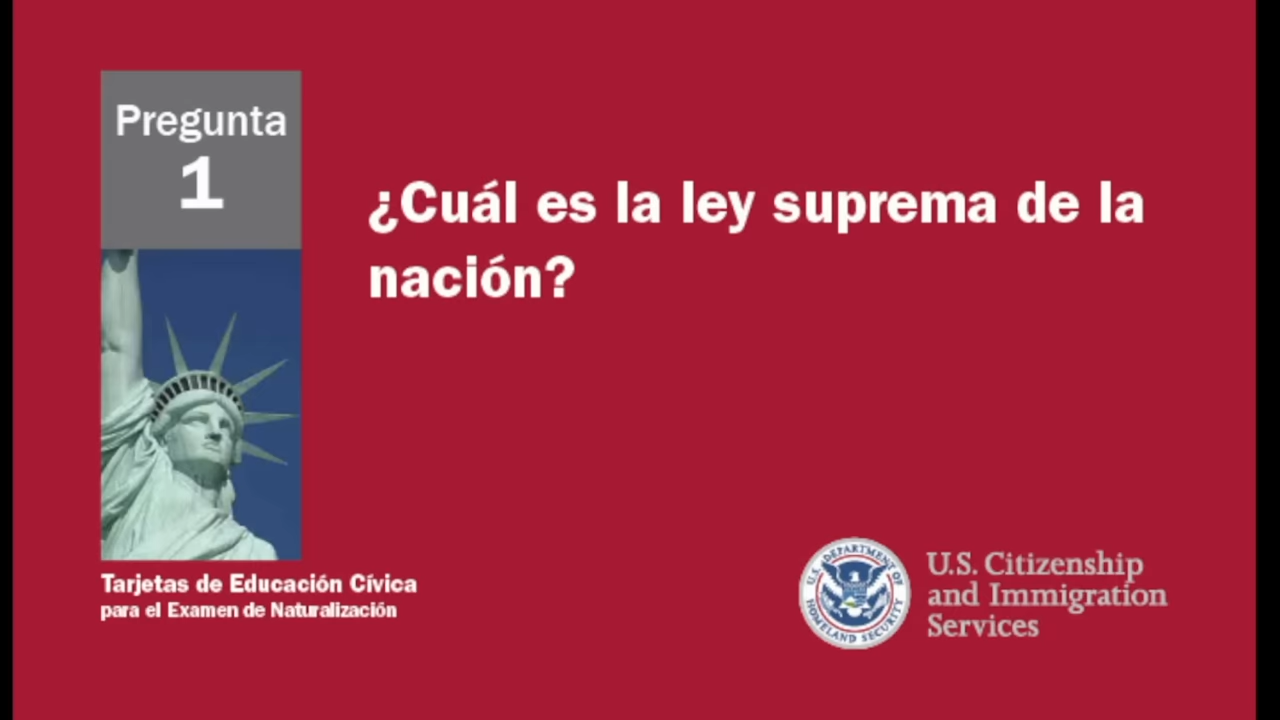 Pregunta
1
¿Cuál es la ley suprema de la
nación?
Tarjetas de Educación Cívica
para el Examen de Naturalización
U.S. DEPARTMENT OF
HOMELAND SECURITY
U.S. Citizenship
and Immigration
Services